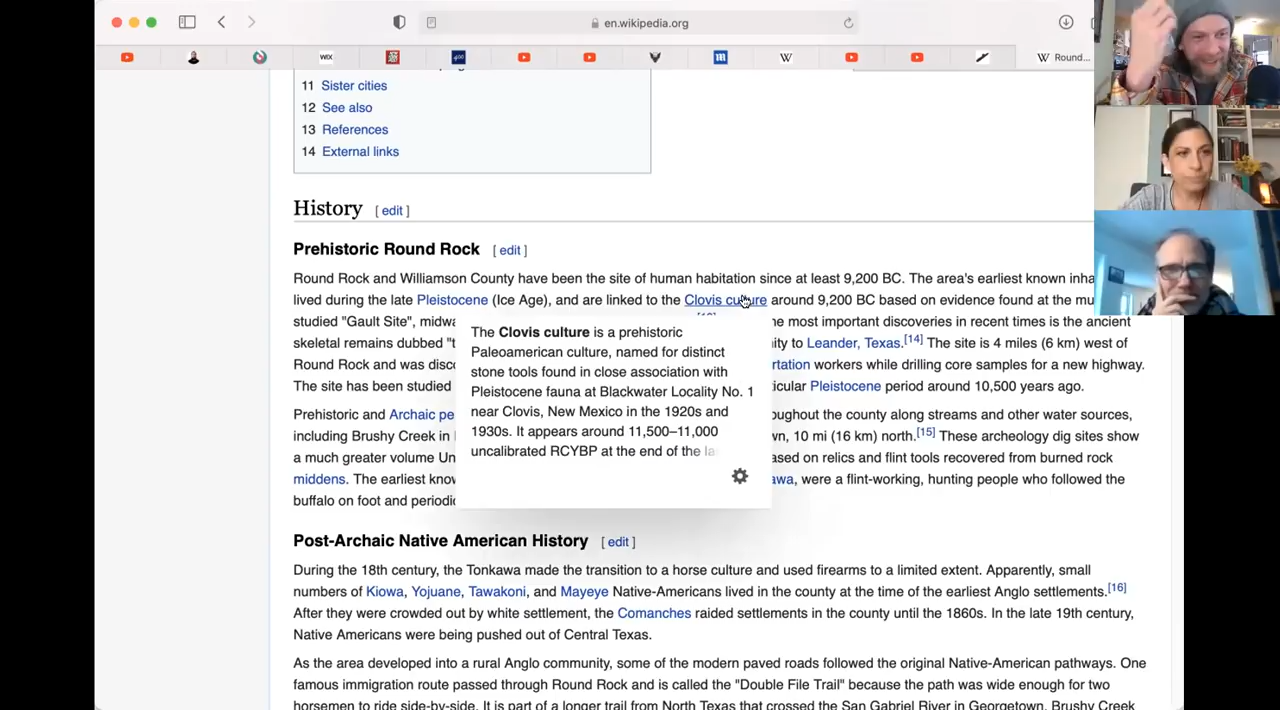 en.wikipedia.org
WIX
400
W
W Round...
11 Sister cities
12 See also
13 References
14 External links
History [ edit ]
Prehistoric Round Rock [ edit ]
Round Rock and Williamson County have been the site of human habitation since at least 9,200 BC. The area's earliest known inha
lived during the late Pleistocene (Ice Age), and are linked to the Clovis culture around 9,200 BC based on evidence found at the mu
studied "Gault Site", midwa he most important discoveries in recent times is the ancient
skeletal remains dubbed "t ity to Leander, Texas.[14] The site is 4 miles (6 km) west of
Round Rock and was disco rtation workers while drilling core samples for a new highway.
The site has been studied ticular Pleistocene period around 10,500 years ago.
The Clovis culture is a prehistoric
Paleoamerican culture, named for distinct
stone tools found in close association with
Pleistocene fauna at Blackwater Locality No. 1
near Clovis, New Mexico in the 1920s and
1930s. It appears around 11,500–11,000
uncalibrated RCYBP at the end of the la
Prehistoric and Archaic pe oughout the county along streams and other water sources,
including Brushy Creek in wn, 10 mi (16 km) north.[15] These archeology dig sites show
a much greater volume Un ased on relics and flint tools recovered from burned rock
middens. The earliest know awa, were a flint-working, hunting people who followed the
buffalo on foot and periodic
Post-Archaic Native American History [ edit ]
During the 18th century, the Tonkawa made the transition to a horse culture and used firearms to a limited extent. Apparently, small
numbers of Kiowa, Yojuane, Tawakoni, and Mayeye Native-Americans lived in the county at the time of the earliest Anglo settlements.[16]
After they were crowded out by white settlement, the Comanches raided settlements in the county until the 1860s. In the late 19th century,
Native Americans were being pushed out of Central Texas.
As the area developed into a rural Anglo community, some of the modern paved roads followed the original Native-American pathways. One
famous immigration route passed through Round Rock and is called the "Double File Trail" because the path was wide enough for two
horsemen to ride side-by-side. It is part of a longer trail from North Texas that crossed the San Gabriel River in Georgetown, Brushy Creek